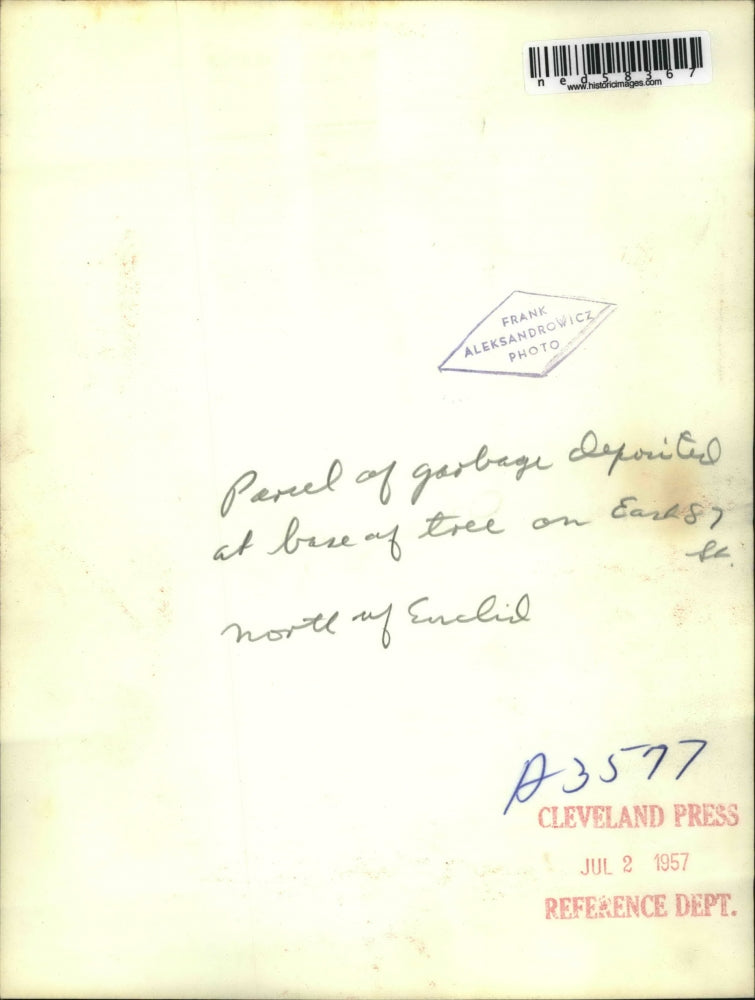 ned58367
www.historicimages.com
FRANK
ALEKSANDROWICZ
PHOTO
Parcel of garbage deposited
at base of tree on East 87
St.
north of Euclid
A3577
CLEVELAND PRESS
JUL 2 1957
REFERENCE DEPT.